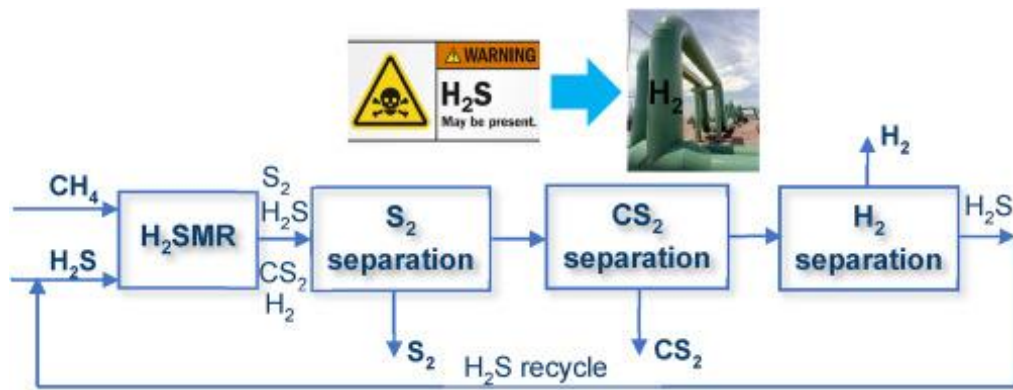 WARNING
H₂S
May be present.
H₂
H₂
CH₄
S₂
H₂S
H₂SMR
S₂
separation
CS₂
separation
H₂
separation
H₂S
H₂S
CS₂
H₂
S₂
CS₂
H₂S recycle